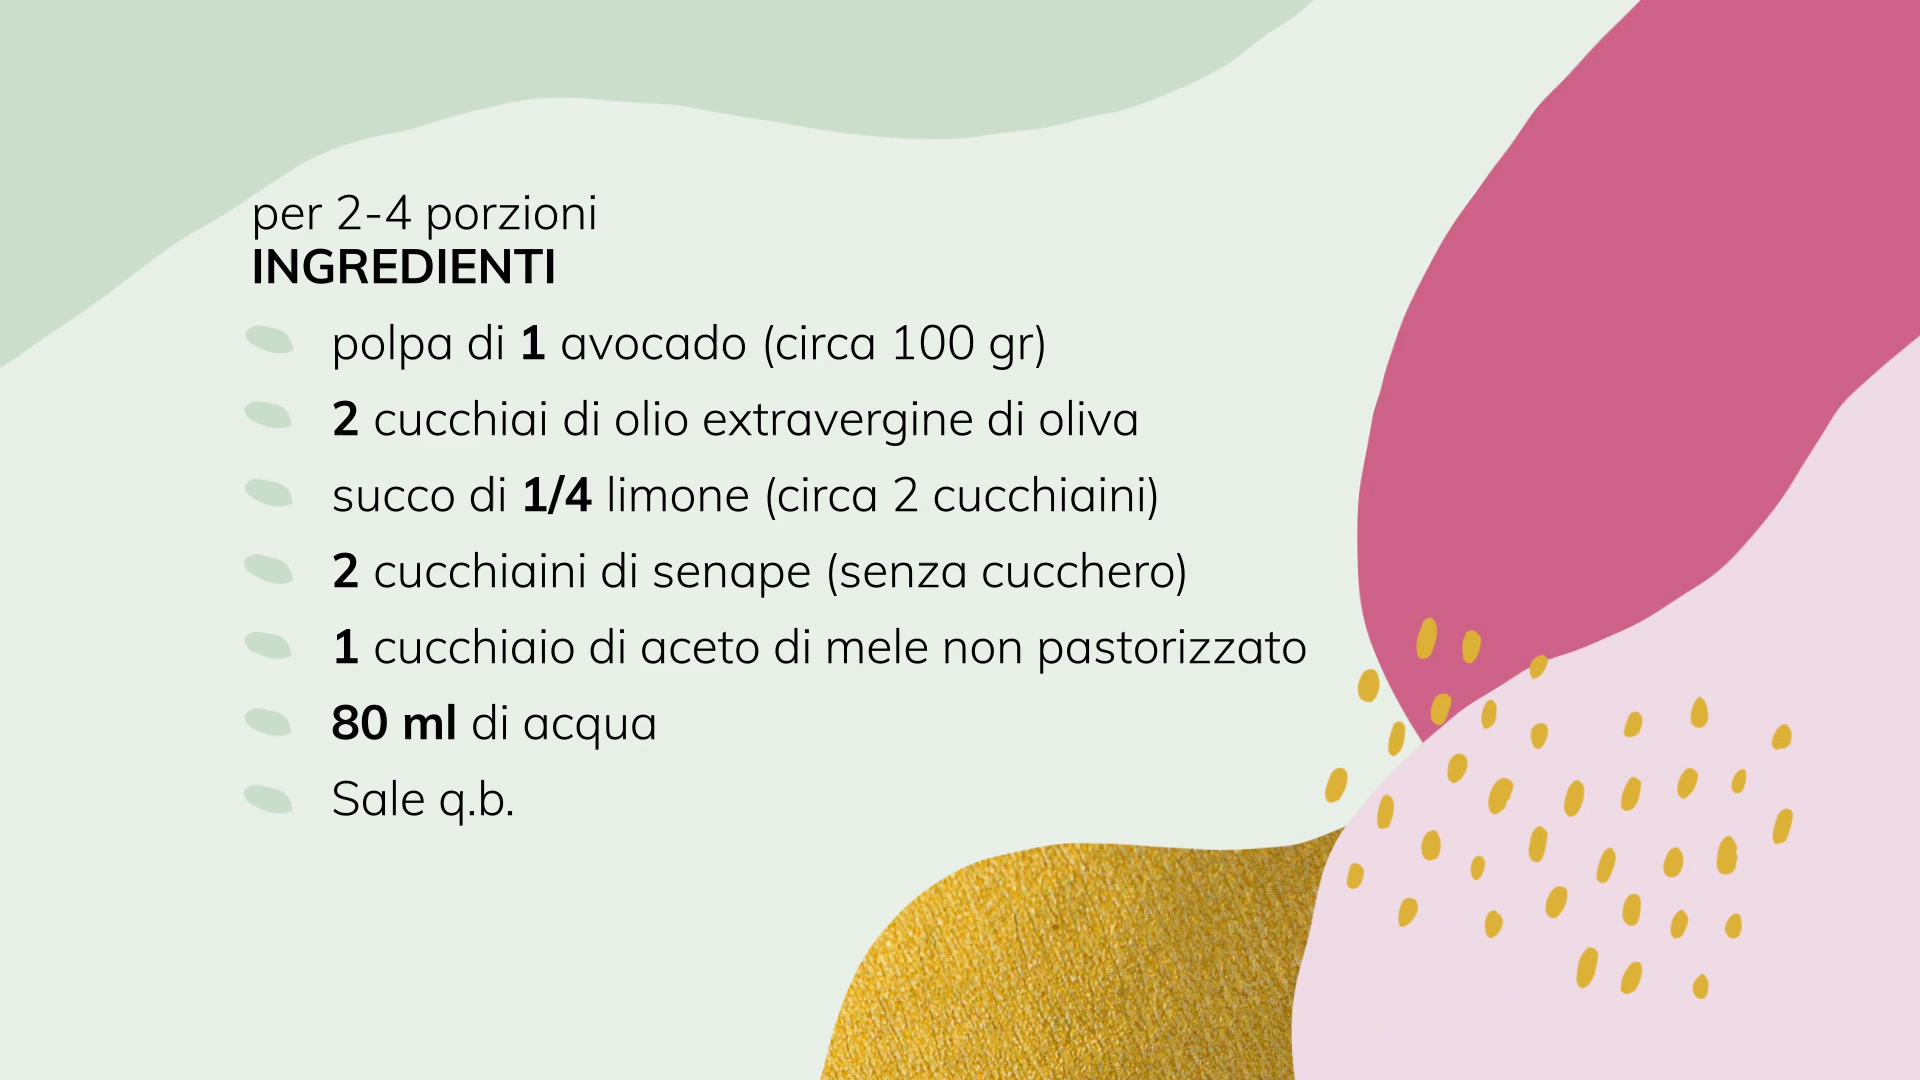 per 2-4 porzioni
INGREDIENTI
polpa di 1 avocado (circa 100 gr)
2 cucchiai di olio extravergine di oliva
succo di 1/4 limone (circa 2 cucchiaini)
2 cucchiaini di senape (senza cucchero)
1 cucchiaio di aceto di mele non pastorizzato
80 ml di acqua
Sale q.b.